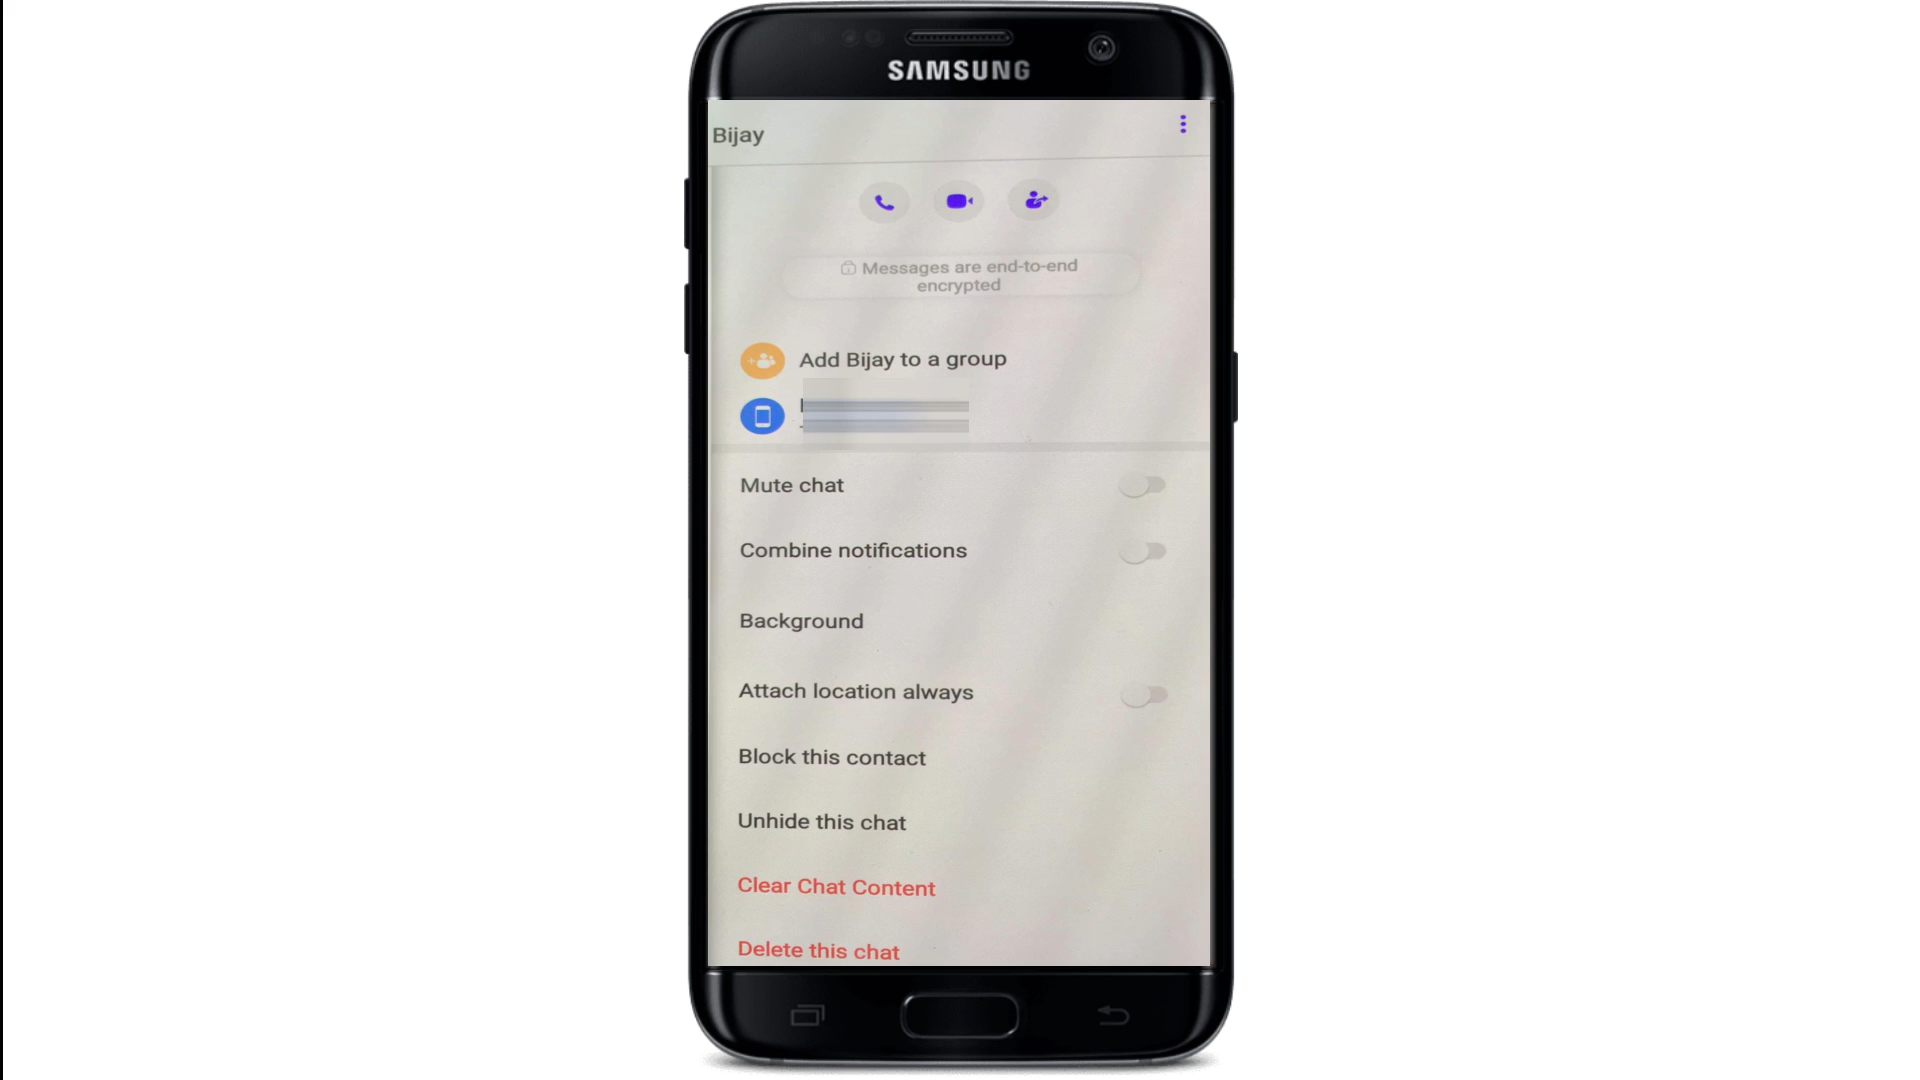 SAMSUNG
Bijay
Messages are end-to-end
encrypted
Add Bijay to a group
Mute chat
Combine notifications
Background
Attach location always
Block this contact
Unhide this chat
Clear Chat Content
Delete this chat